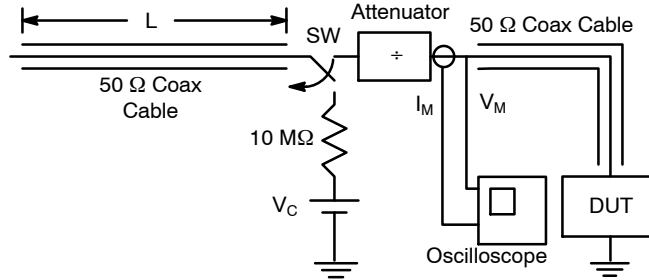 L
SW
Attenuator
÷
50 Ω Coax Cable
50 Ω Coax
Cable
10 MΩ
I_M
V_M
V_C
DUT
Oscilloscope